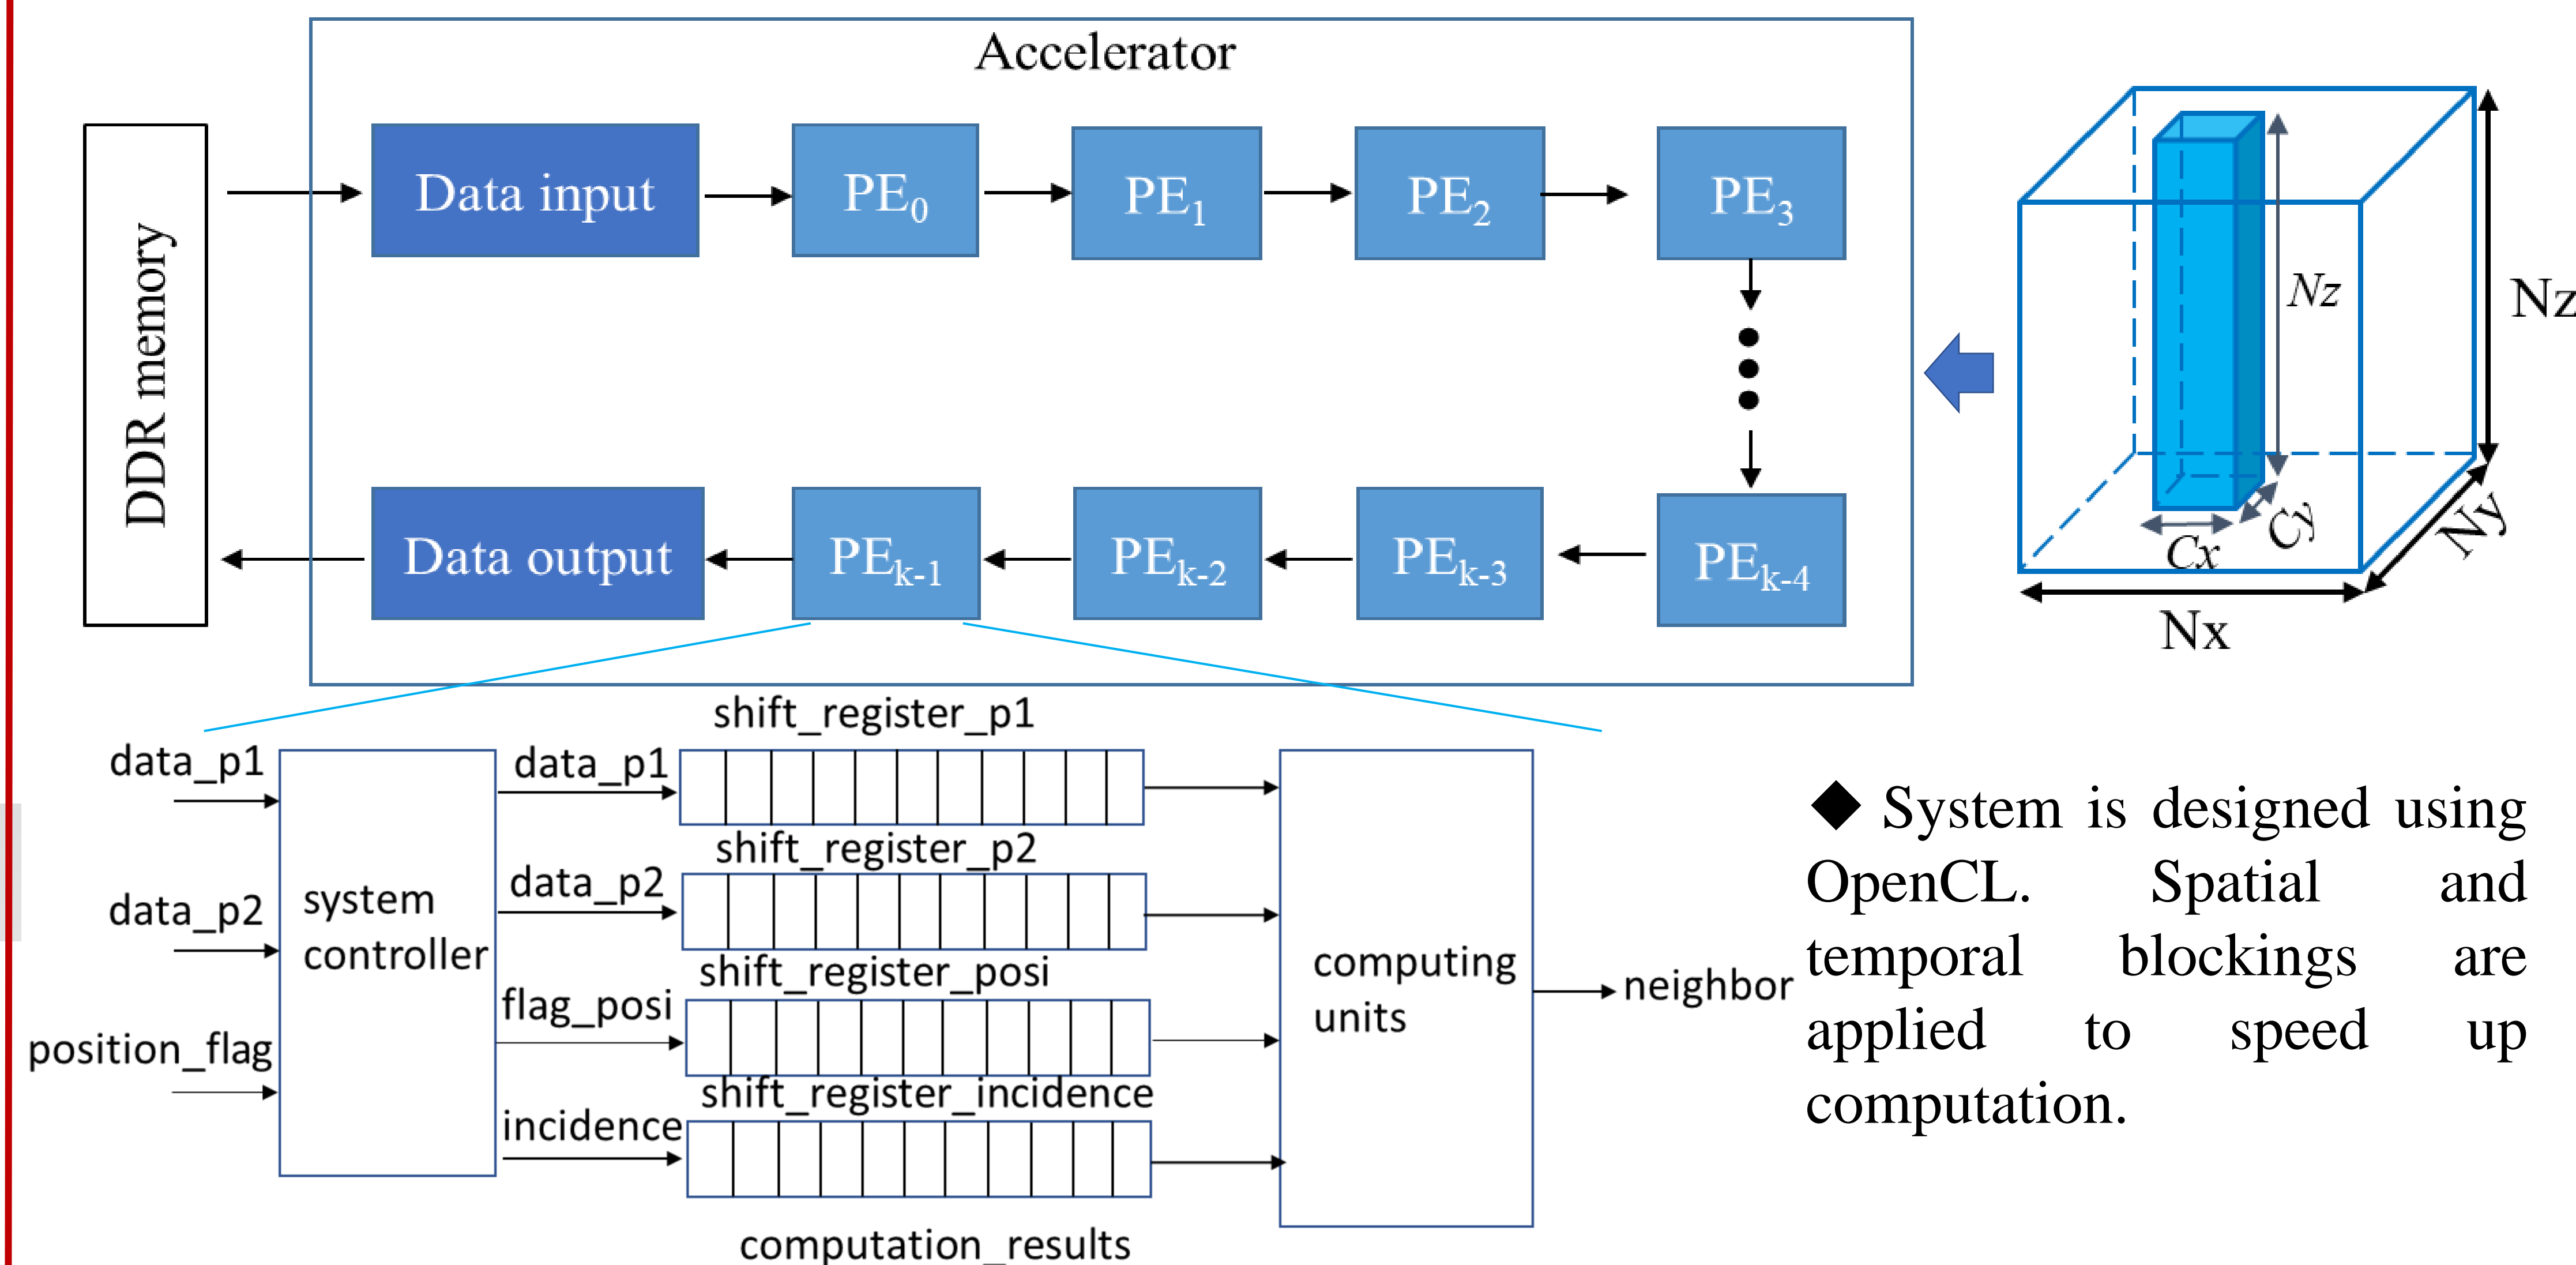 Accelerator
DDR memory
Data input
PE0
PE1
PE2
PE3
Data output
PEk-1
PEk-2
PEk-3
PEk-4
Nz
Nz
Cy
Cx
Ny
Nx
data_p1
data_p2
position_flag
system
controller
data_p1
data_p2
flag_posi
incidence
shift_register_p1
shift_register_p2
shift_register_posi
shift_register_incidence
computation_results
computing
units
neighbor
◆ System is designed using
OpenCL. Spatial and
temporal blockings are
applied to speed up
computation.